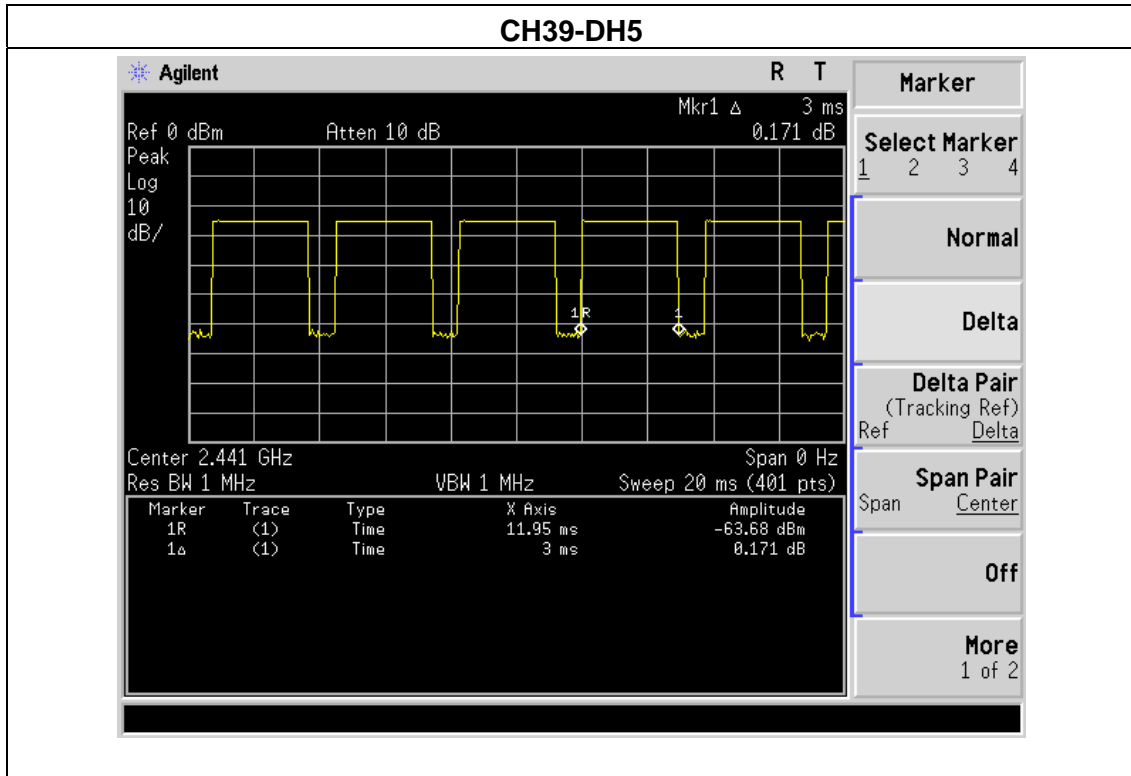 CH39-DH5
Agilent R T
Mkr1 Δ 3 ms
Ref 0 dBm Atten 10 dB 0.171 dB
Peak
Log
10
dB/
1R 1
Center 2.441 GHz Span 0 Hz
Res BW 1 MHz VBW 1 MHz Sweep 20 ms (401 pts)
Marker Trace Type X Axis Amplitude
1R (1) Time 11.95 ms -63.68 dBm
1Δ (1) Time 3 ms 0.171 dB
Marker
Select Marker
1 2 3 4
Normal
Delta
Delta Pair
(Tracking Ref)
Ref Delta
Span Pair
Span Center
Off
More
1 of 2